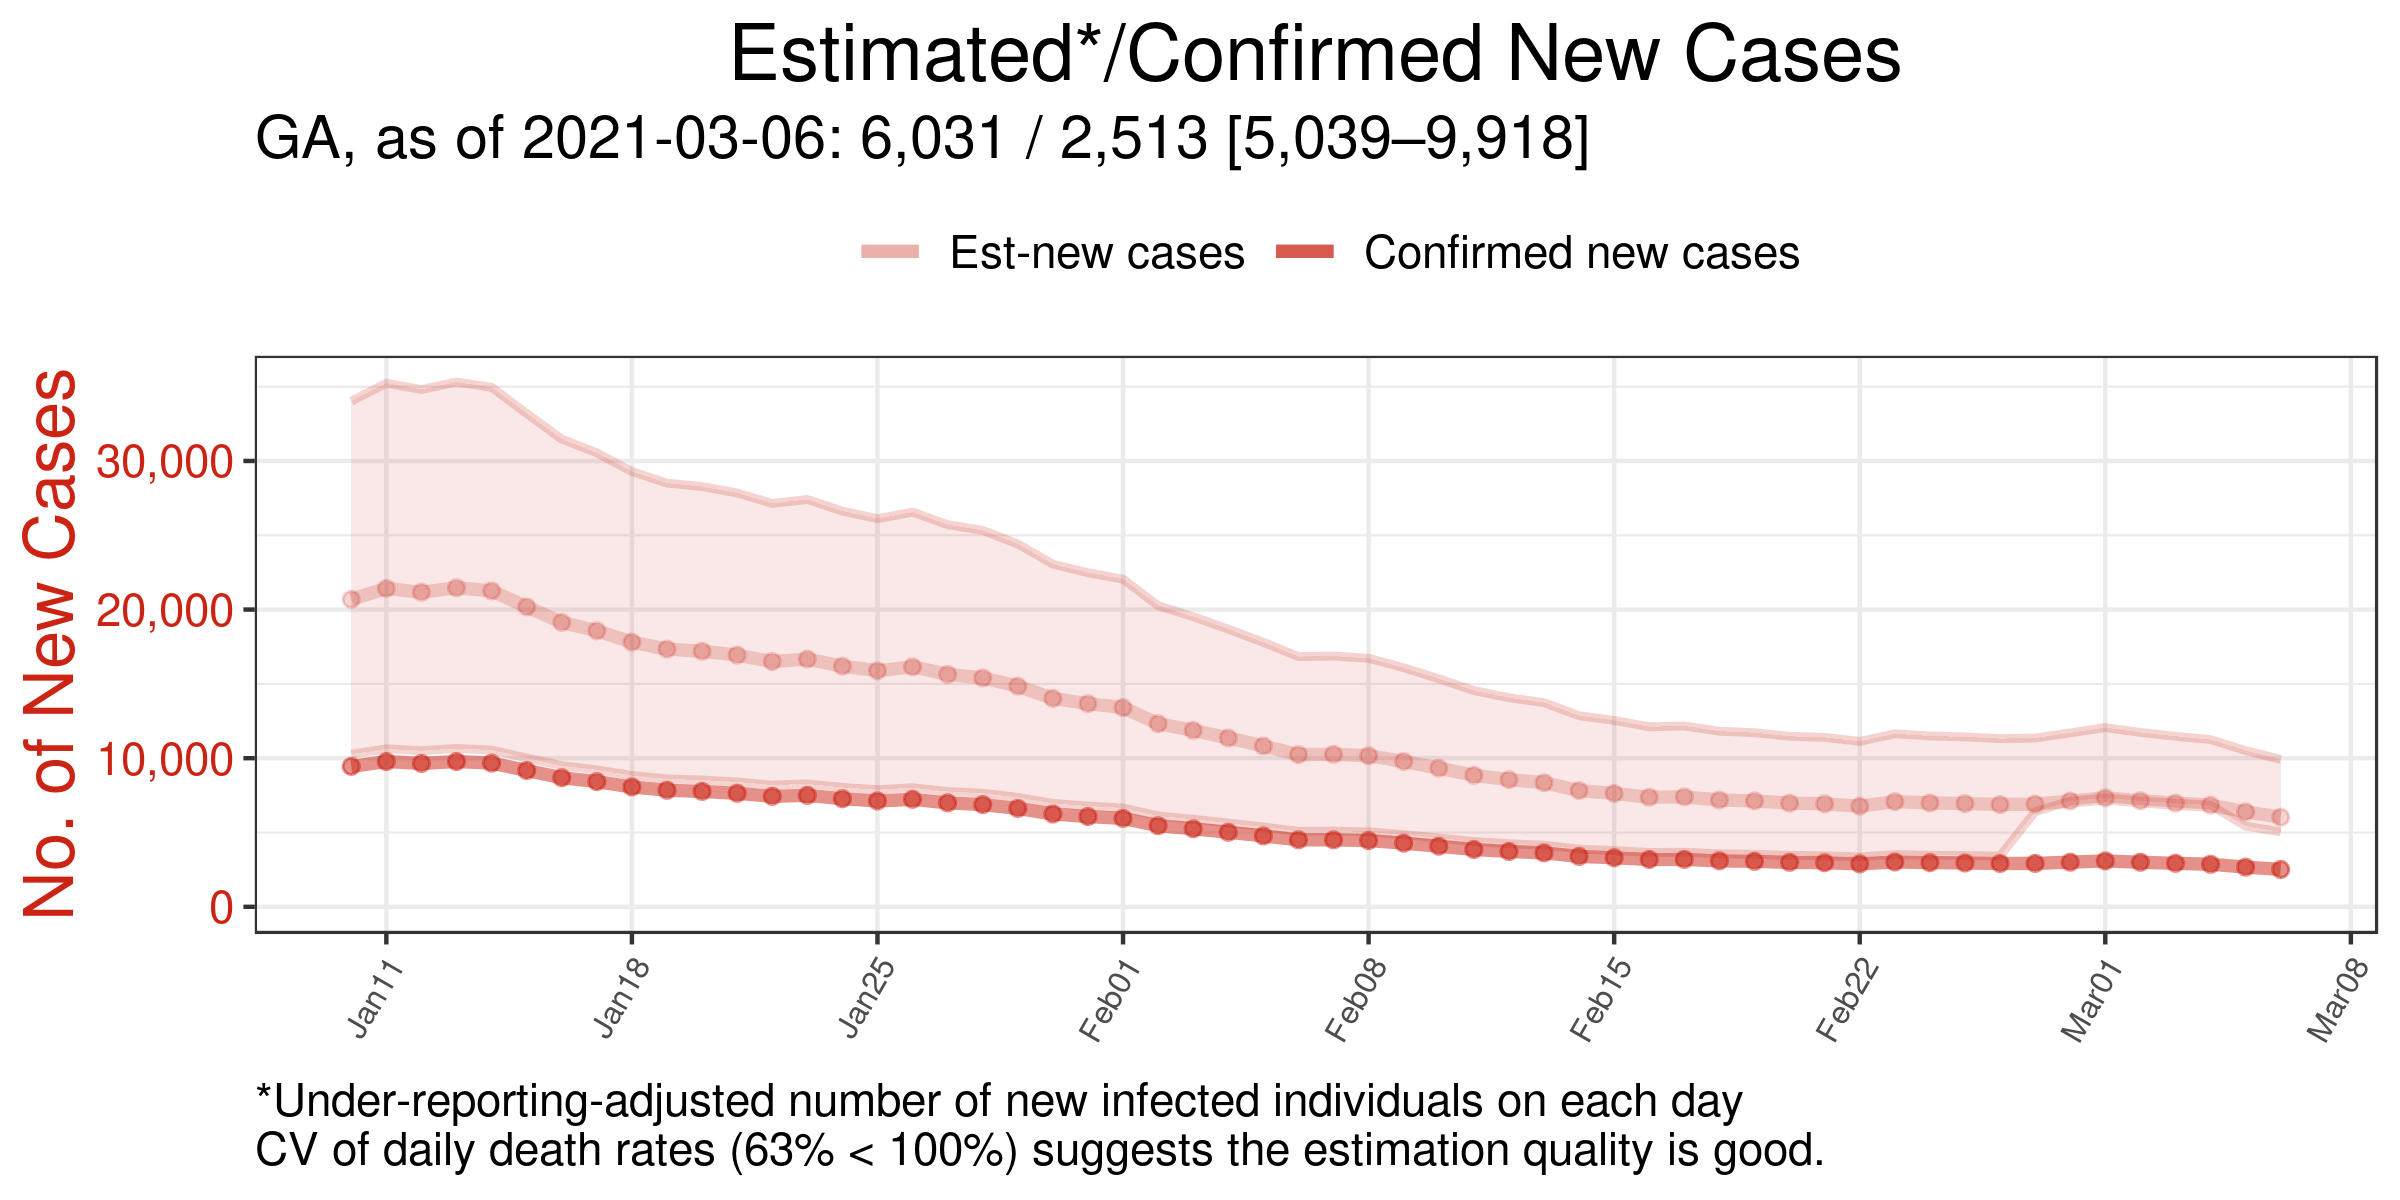 Estimated*/Confirmed New Cases
GA, as of 2021-03-06: 6,031 / 2,513 [5,039–9,918]
Est-new cases
Confirmed new cases
No. of New Cases
30,000
20,000
10,000
0
Jan11
Jan18
Jan25
Feb01
Feb08
Feb15
Feb22
Mar01
Mar08
*Under-reporting-adjusted number of new infected individuals on each day
CV of daily death rates (63% < 100%) suggests the estimation quality is good.